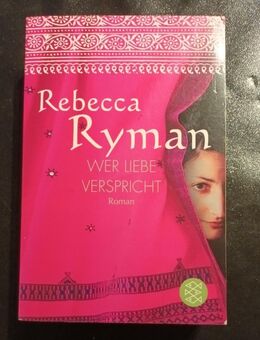 Rebecca
Ryman
WER LIEBE
VERSPRICHT
Roman